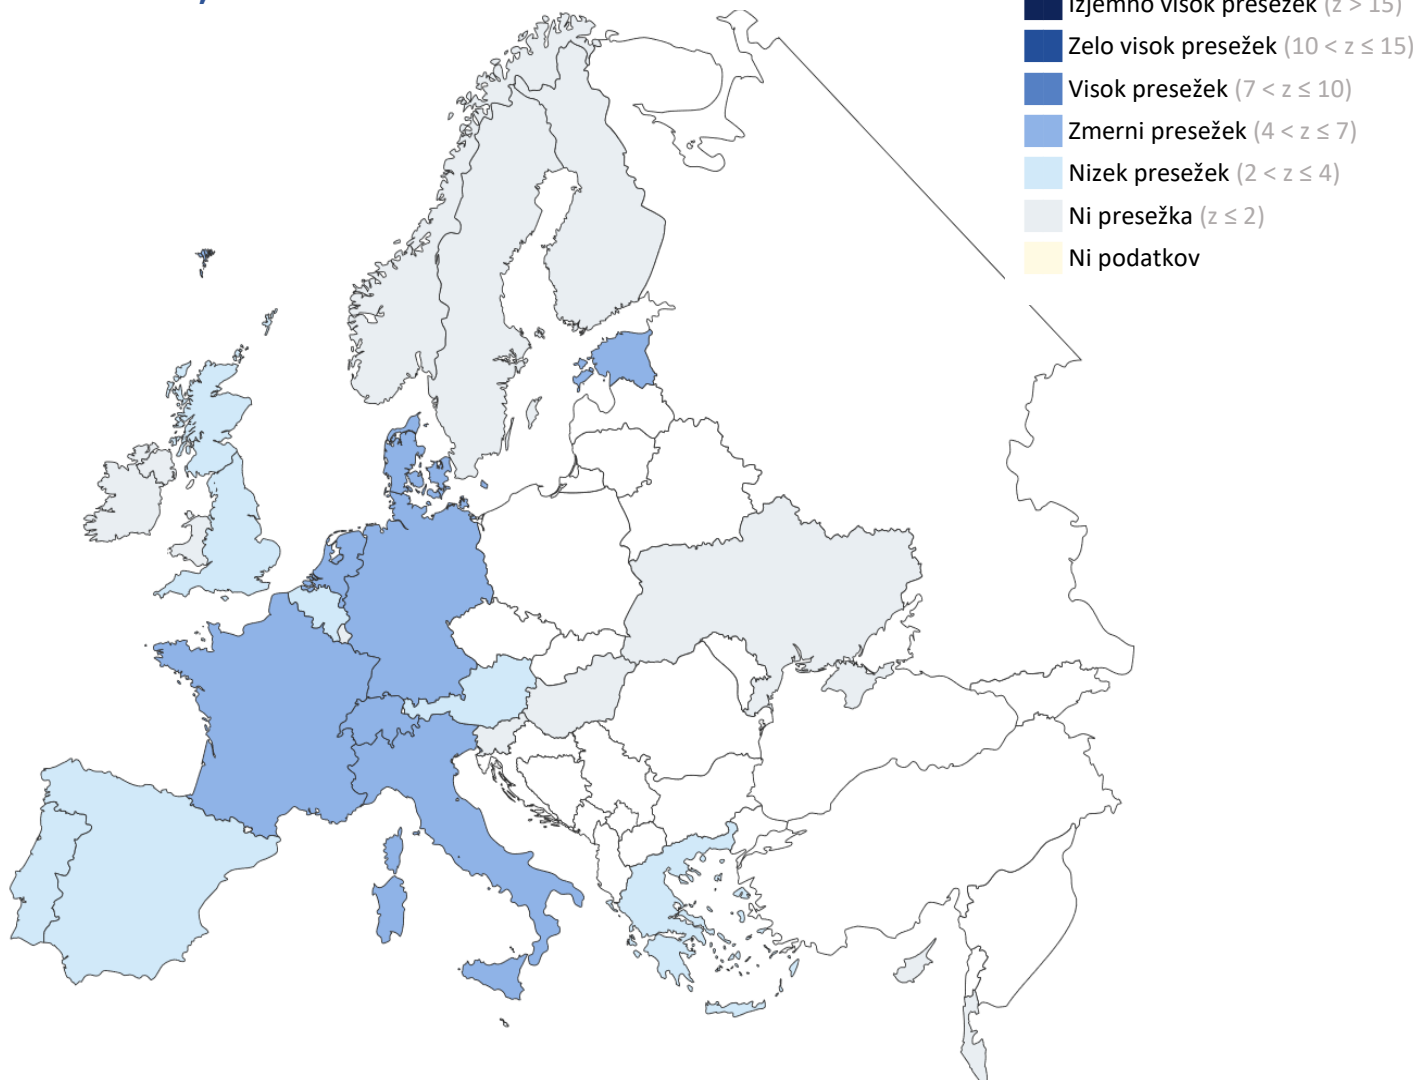 Izjemno visok presežek (z > 15)
Zelo visok presežek (10 < z ≤ 15)
Visok presežek (7 < z ≤ 10)
Zmerni presežek (4 < z ≤ 7)
Nizek presežek (2 < z ≤ 4)
Ni presežka (z ≤ 2)
Ni podatkov